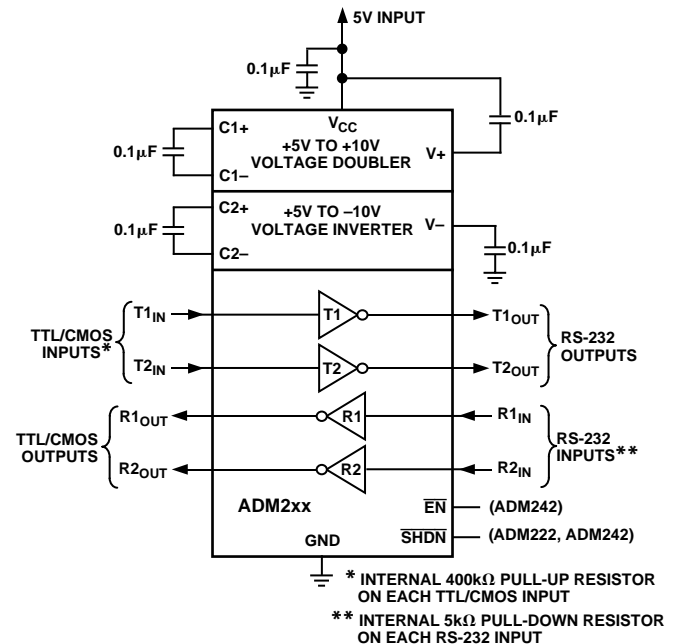 5V INPUT
0.1μF
0.1μF
C1+
VCC
+5V TO +10V
VOLTAGE DOUBLER
V+
0.1μF
C1–
C2+
+5V TO –10V
VOLTAGE INVERTER
V–
0.1μF
C2–
0.1μF
TTL/CMOS
INPUTS*
T1IN
T1
T1OUT
T2IN
T2
T2OUT
RS-232
OUTPUTS
TTL/CMOS
OUTPUTS
R1OUT
R1
R1IN
R2OUT
R2
R2IN
RS-232
INPUTS**
ADM2xx
EN
(ADM242)
SHDN
(ADM222, ADM242)
GND
* INTERNAL 400kΩ PULL-UP RESISTOR
ON EACH TTL/CMOS INPUT
** INTERNAL 5kΩ PULL-DOWN RESISTOR
ON EACH RS-232 INPUT